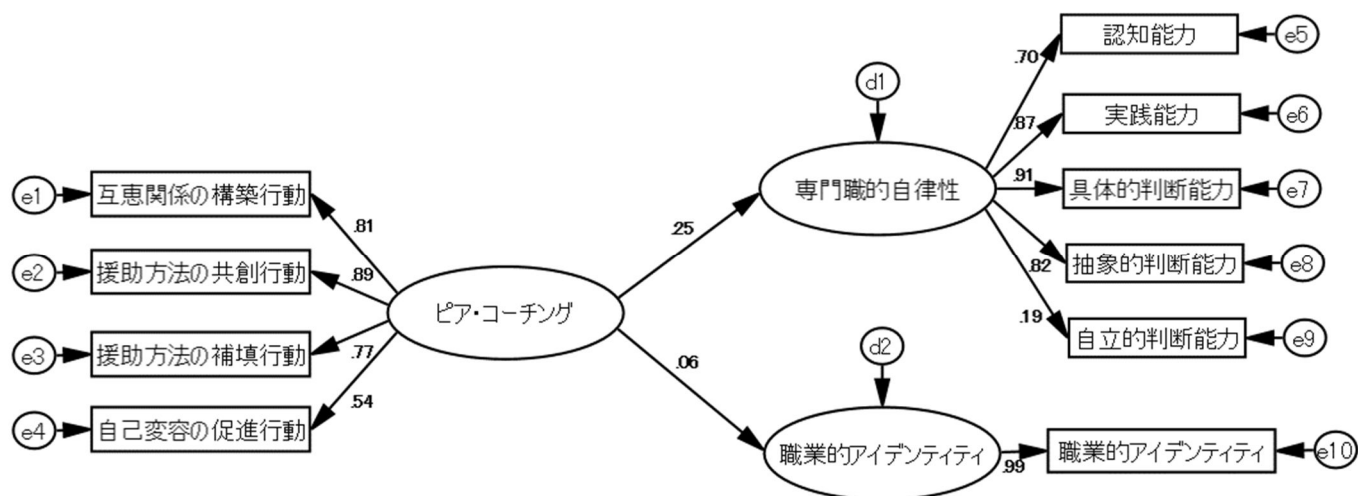 認知能力
e5
.70
d1
実践能力
e6
.87
互恵関係の構築行動
e1
専門職的自律性
.91
具体的判断能力
e7
.81
.25
援助方法の共創行動
e2
.89
.82
抽象的判断能力
e8
ピア・コーチング
.19
自立的判断能力
e9
援助方法の補填行動
e3
.77
d2
.06
.54
自己変容の促進行動
e4
職業的アイデンティティ
.99
職業的アイデンティティ
e10